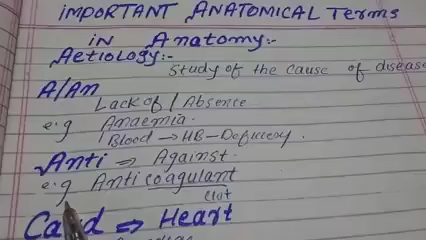 IMPORTANT ANATOMICAL Terms
in Anatomy:-
Aetiology:-
Study of the cause of disease
A/An
Lack of / Absence
e.g Anaemia.
Blood → HB-Deficiency.
Anti ⇒ Against.
e.g Anticoagulant
Clot
Card ⇒ Heart